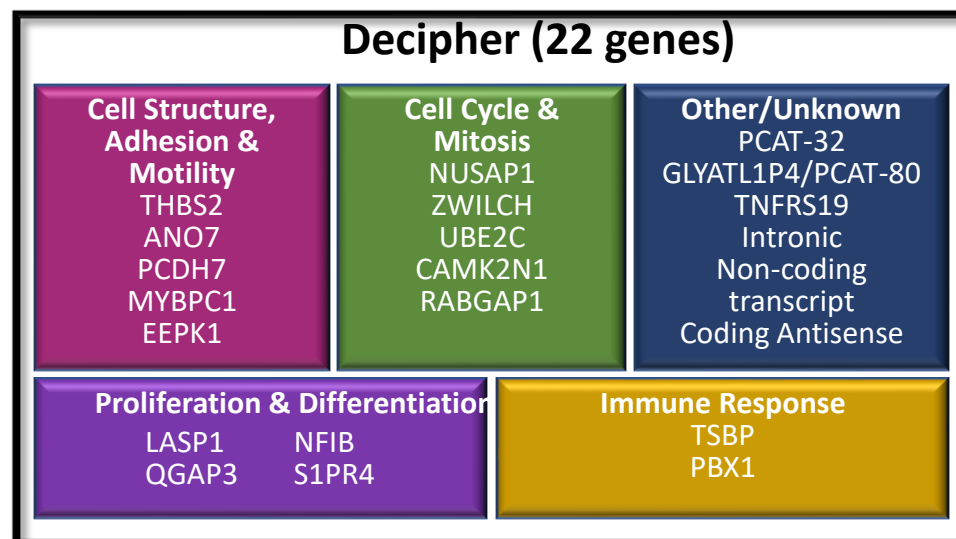 Decipher (22 genes)
Cell Structure,
Adhesion &
Motility
THBS2
ANO7
PCDH7
MYBPC1
EEPK1
Cell Cycle &
Mitosis
NUSAP1
ZWILCH
UBE2C
CAMK2N1
RABGAP1
Other/Unknown
PCAT-32
GLYATL1P4/PCAT-80
TNFRS19
Intronic
Non-coding
transcript
Coding Antisense
Proliferation & Differentiation
LASP1 NFIB
QGAP3 S1PR4
Immune Response
TSBP
PBX1